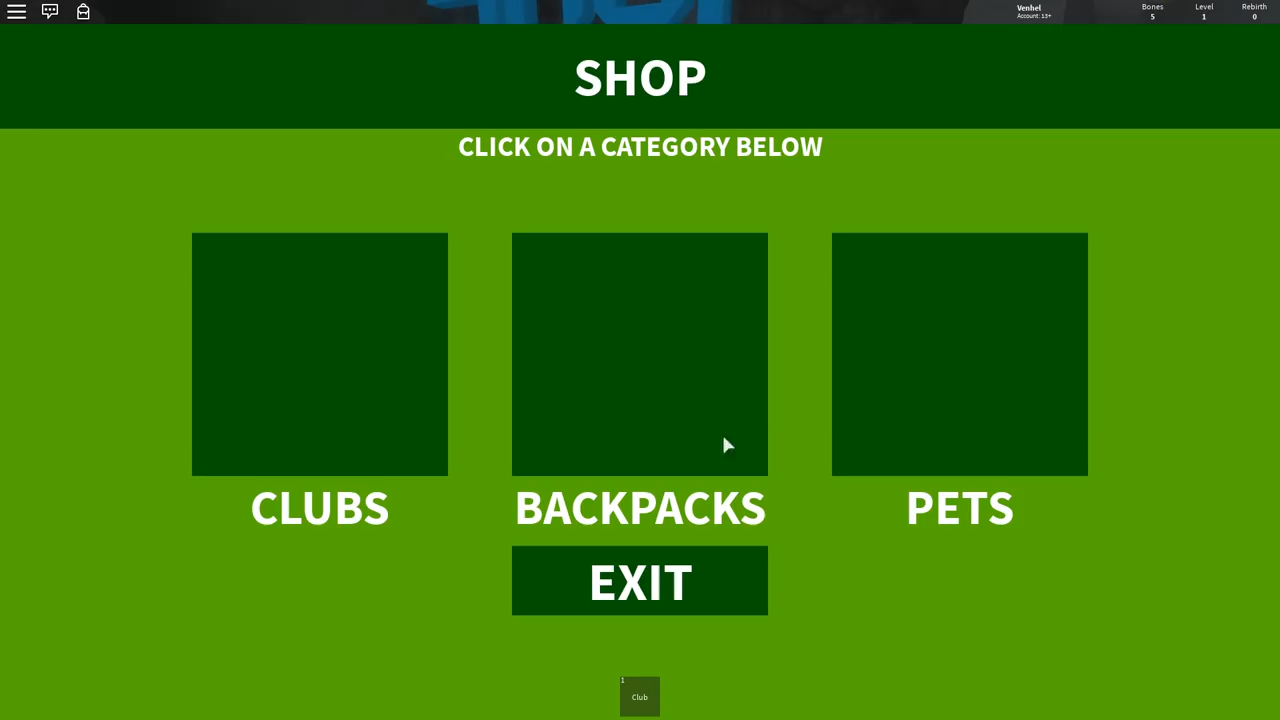 Venhel
Account: 13+
Bones
5
Level
1
Rebirth
0
SHOP
CLICK ON A CATEGORY BELOW
CLUBS
BACKPACKS
PETS
EXIT
1
Club